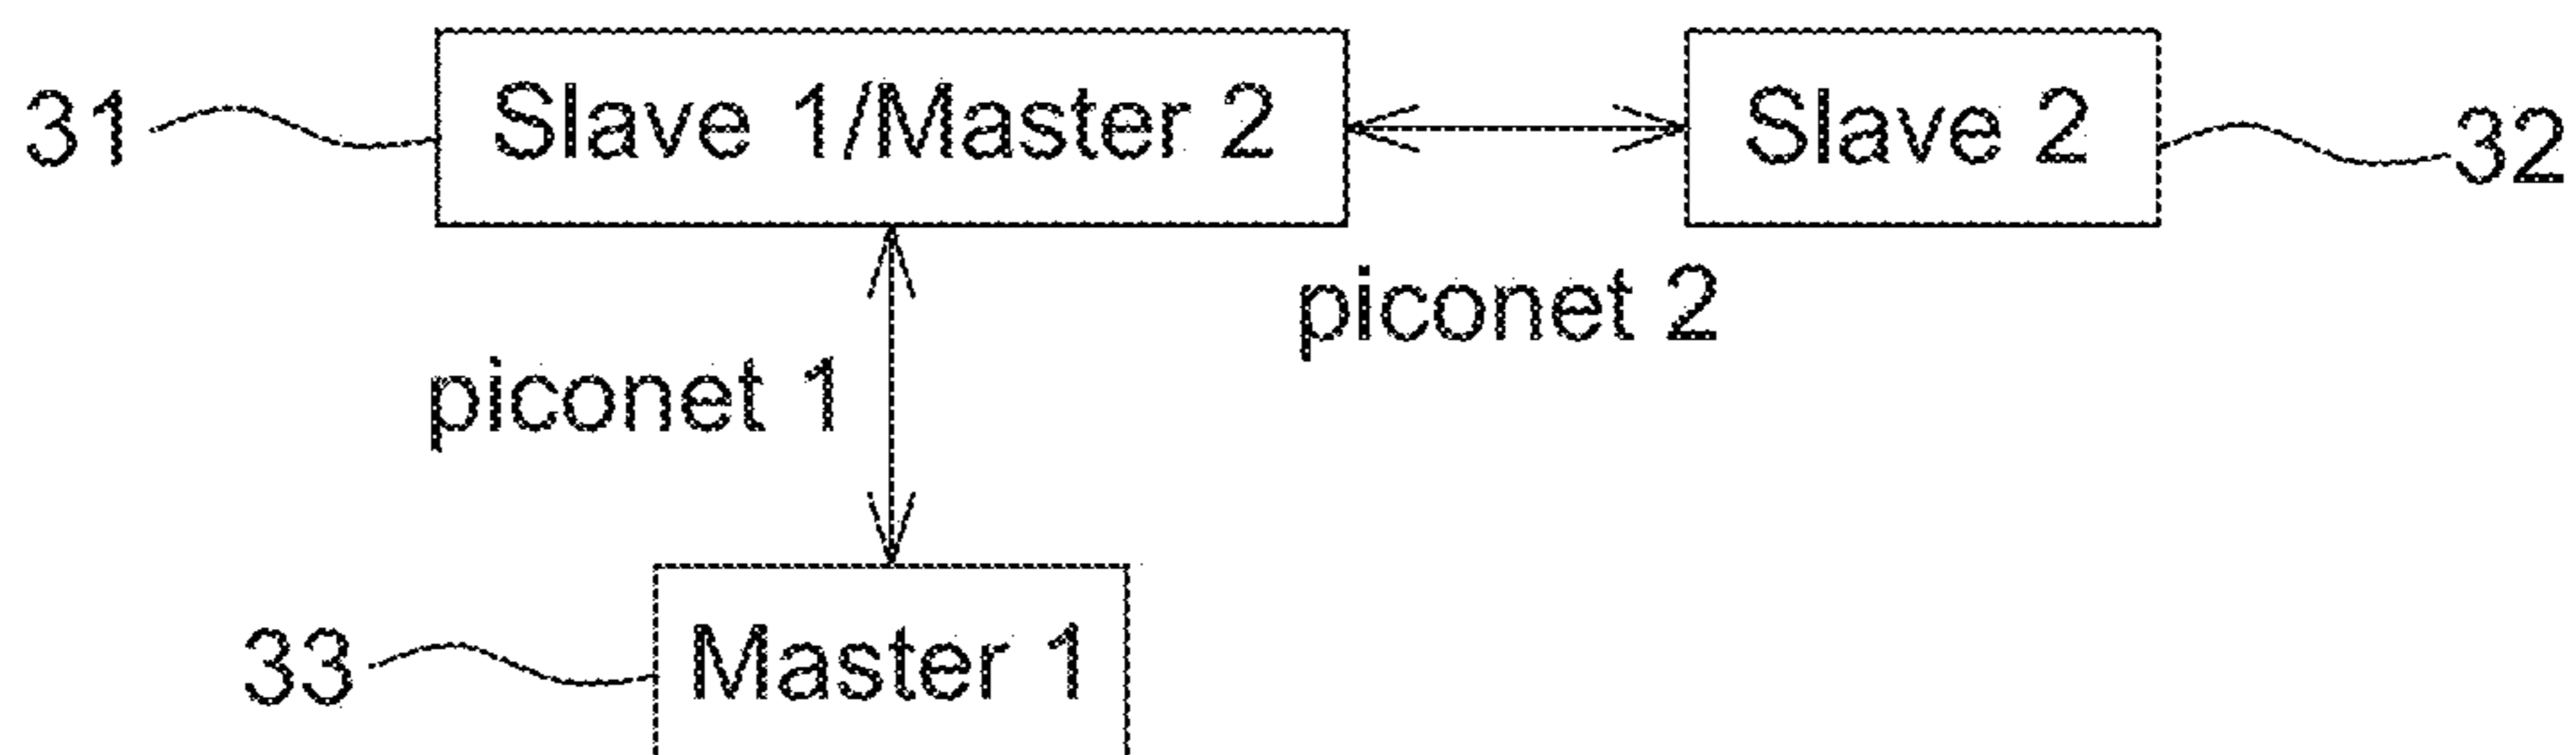 31 Slave 1/Master 2 Slave 2 32
piconet 2
piconet 1
33 Master 1